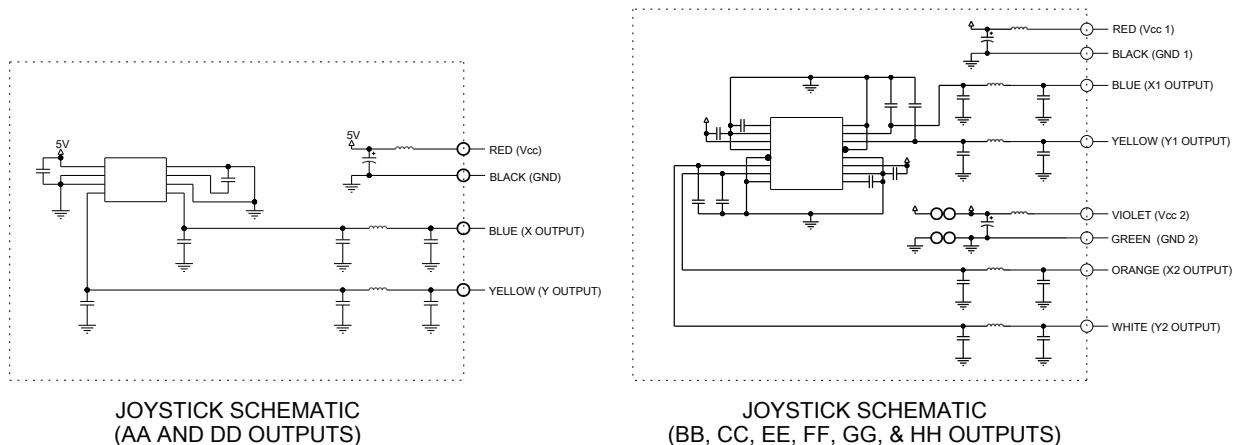 5V
5V
RED (Vcc)
BLACK (GND)
BLUE (X OUTPUT)
YELLOW (Y OUTPUT)
JOYSTICK SCHEMATIC
(AA AND DD OUTPUTS)
RED (Vcc 1)
BLACK (GND 1)
BLUE (X1 OUTPUT)
YELLOW (Y1 OUTPUT)
VIOLET (Vcc 2)
GREEN (GND 2)
ORANGE (X2 OUTPUT)
WHITE (Y2 OUTPUT)
JOYSTICK SCHEMATIC
(BB, CC, EE, FF, GG, & HH OUTPUTS)